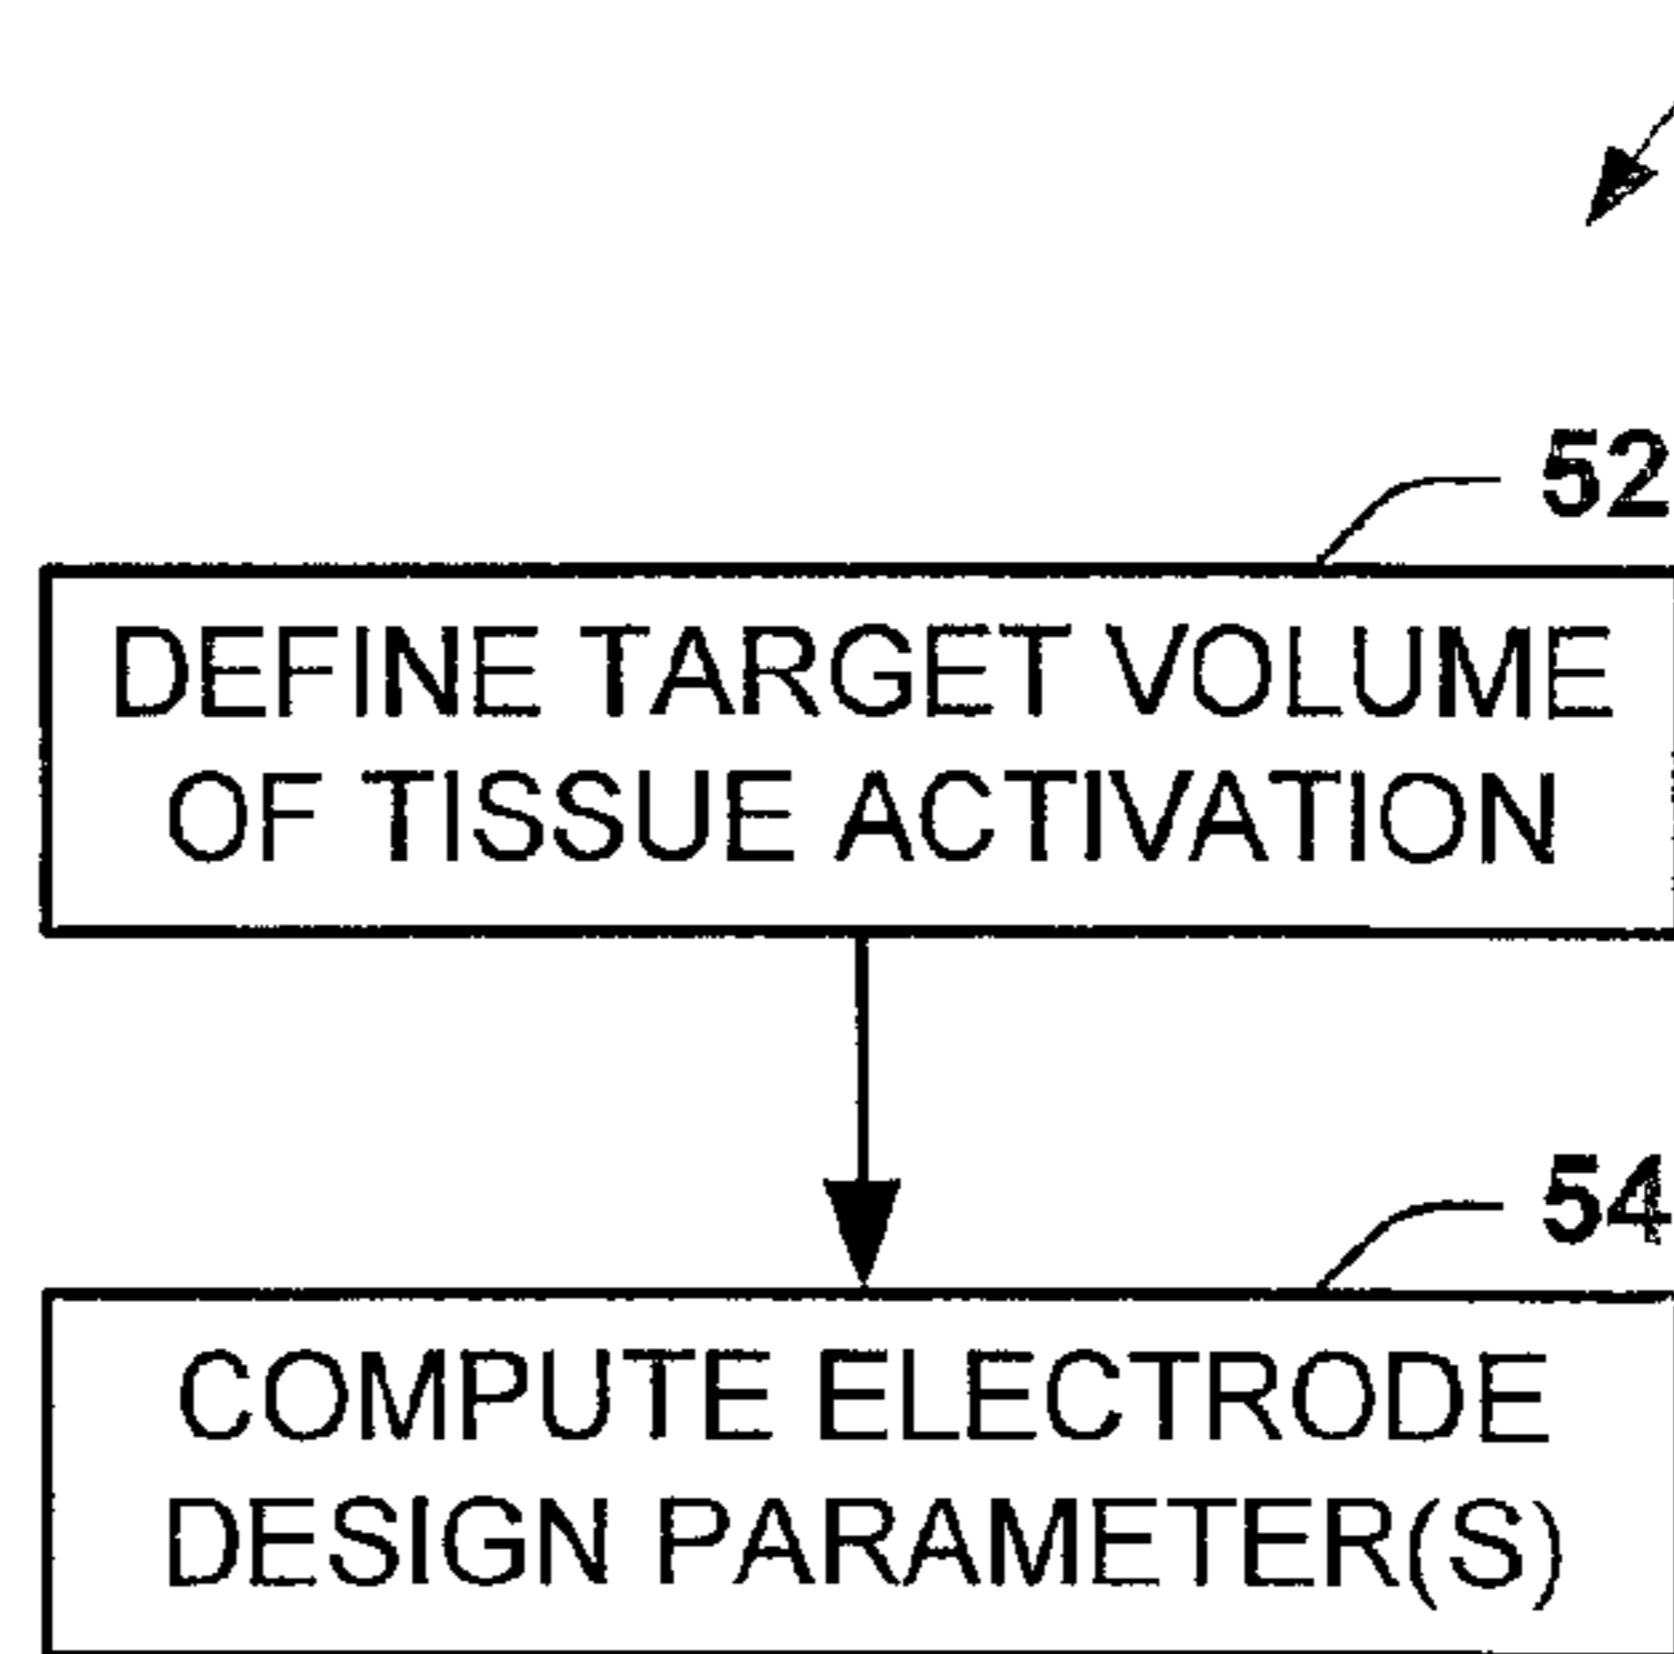 52
DEFINE TARGET VOLUME
OF TISSUE ACTIVATION
54
COMPUTE ELECTRODE
DESIGN PARAMETER(S)